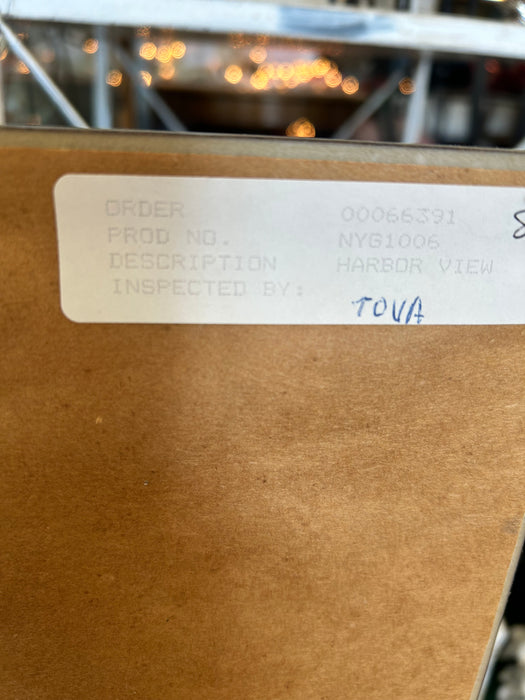 ORDER 00066391
PROD NO. NYG1006
DESCRIPTION HARBOR VIEW
INSPECTED BY: TOVA